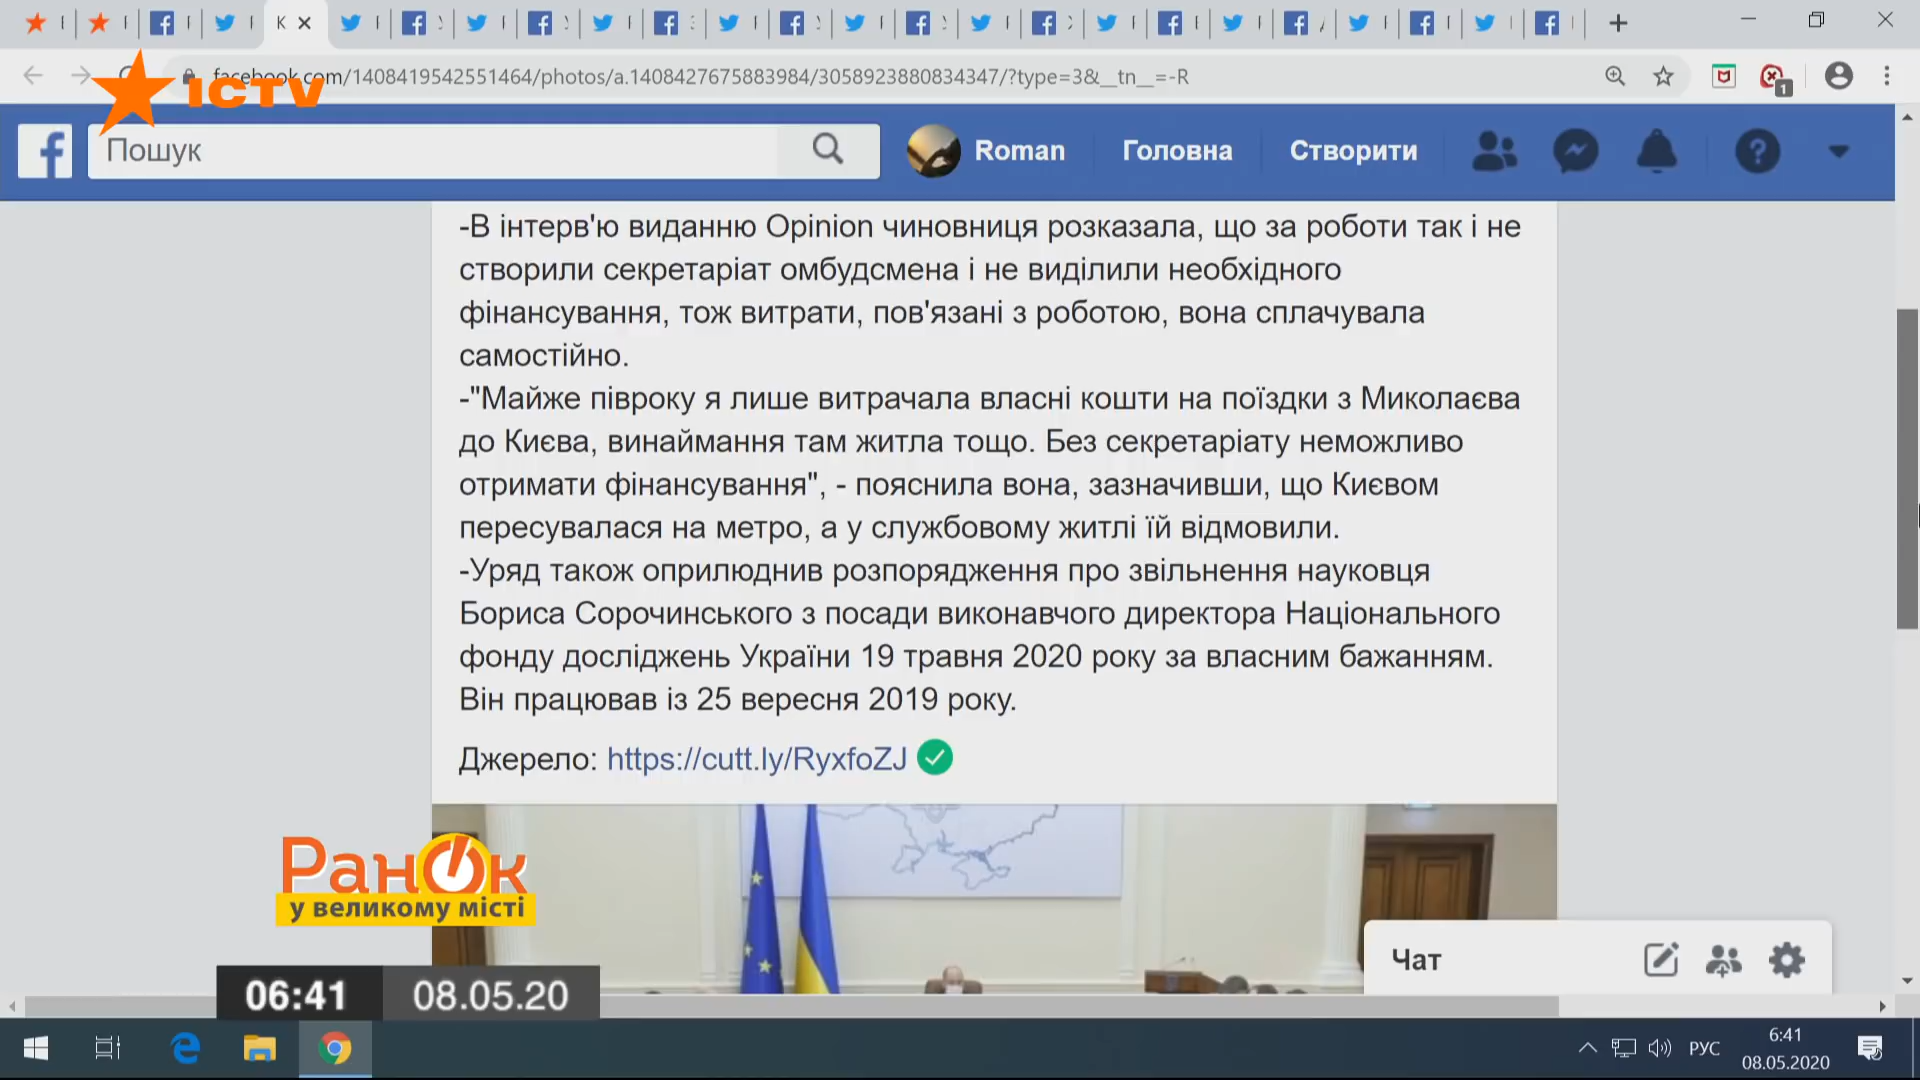 facebook.com/1408419542551464/photos/a.1408427675883984/3058923880834347/?type=3&__tn__=-R
ICTV
Пошук
Roman
Головна
Створити
-В інтерв'ю виданню Opinion чиновниця розказала, що за роботи так і не
створили секретаріат омбудсмена і не виділили необхідного
фінансування, тож витрати, пов'язані з роботою, вона сплачувала
самостійно.
-"Майже півроку я лише витрачала власні кошти на поїздки з Миколаєва
до Києва, винаймання там житла тощо. Без секретаріату неможливо
отримати фінансування", - пояснила вона, зазначивши, що Києвом
пересувалася на метро, а у службовому житлі їй відмовили.
-Уряд також оприлюднив розпорядження про звільнення науковця
Бориса Сорочинського з посади виконавчого директора Національного
фонду досліджень України 19 травня 2020 року за власним бажанням.
Він працював із 25 вересня 2019 року.
Джерело: https://cutt.ly/RyxfoZJ
РанОк
у великому місті
Чат
06:41
08.05.20
РУС
6:41
08.05.2020